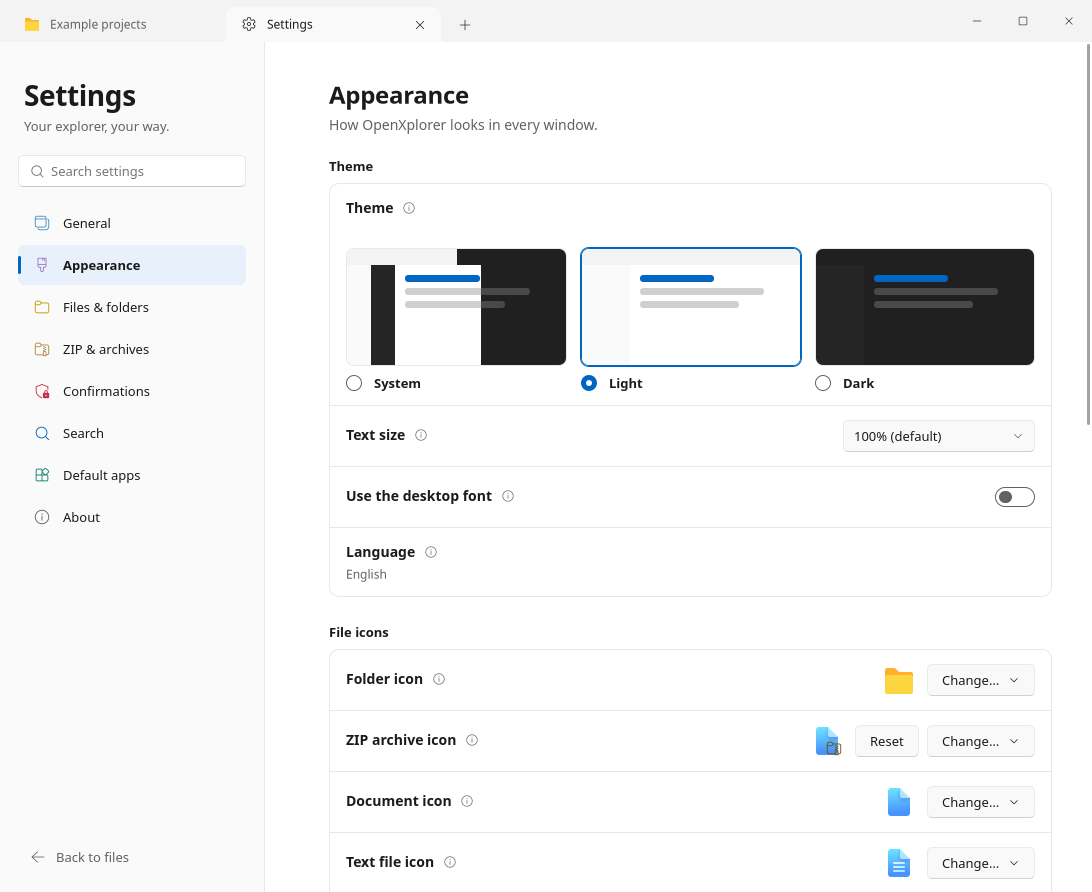 Example projects
Settings
Settings
Your explorer, your way.
Search settings
General
Appearance
Files & folders
ZIP & archives
Confirmations
Search
Default apps
About
Back to files
Appearance
How OpenXplorer looks in every window.
Theme
Theme
System
Light
Dark
Text size
100% (default)
Use the desktop font
Language
English
File icons
Folder icon
Change...
ZIP archive icon
Reset
Change...
Document icon
Change...
Text file icon
Change...